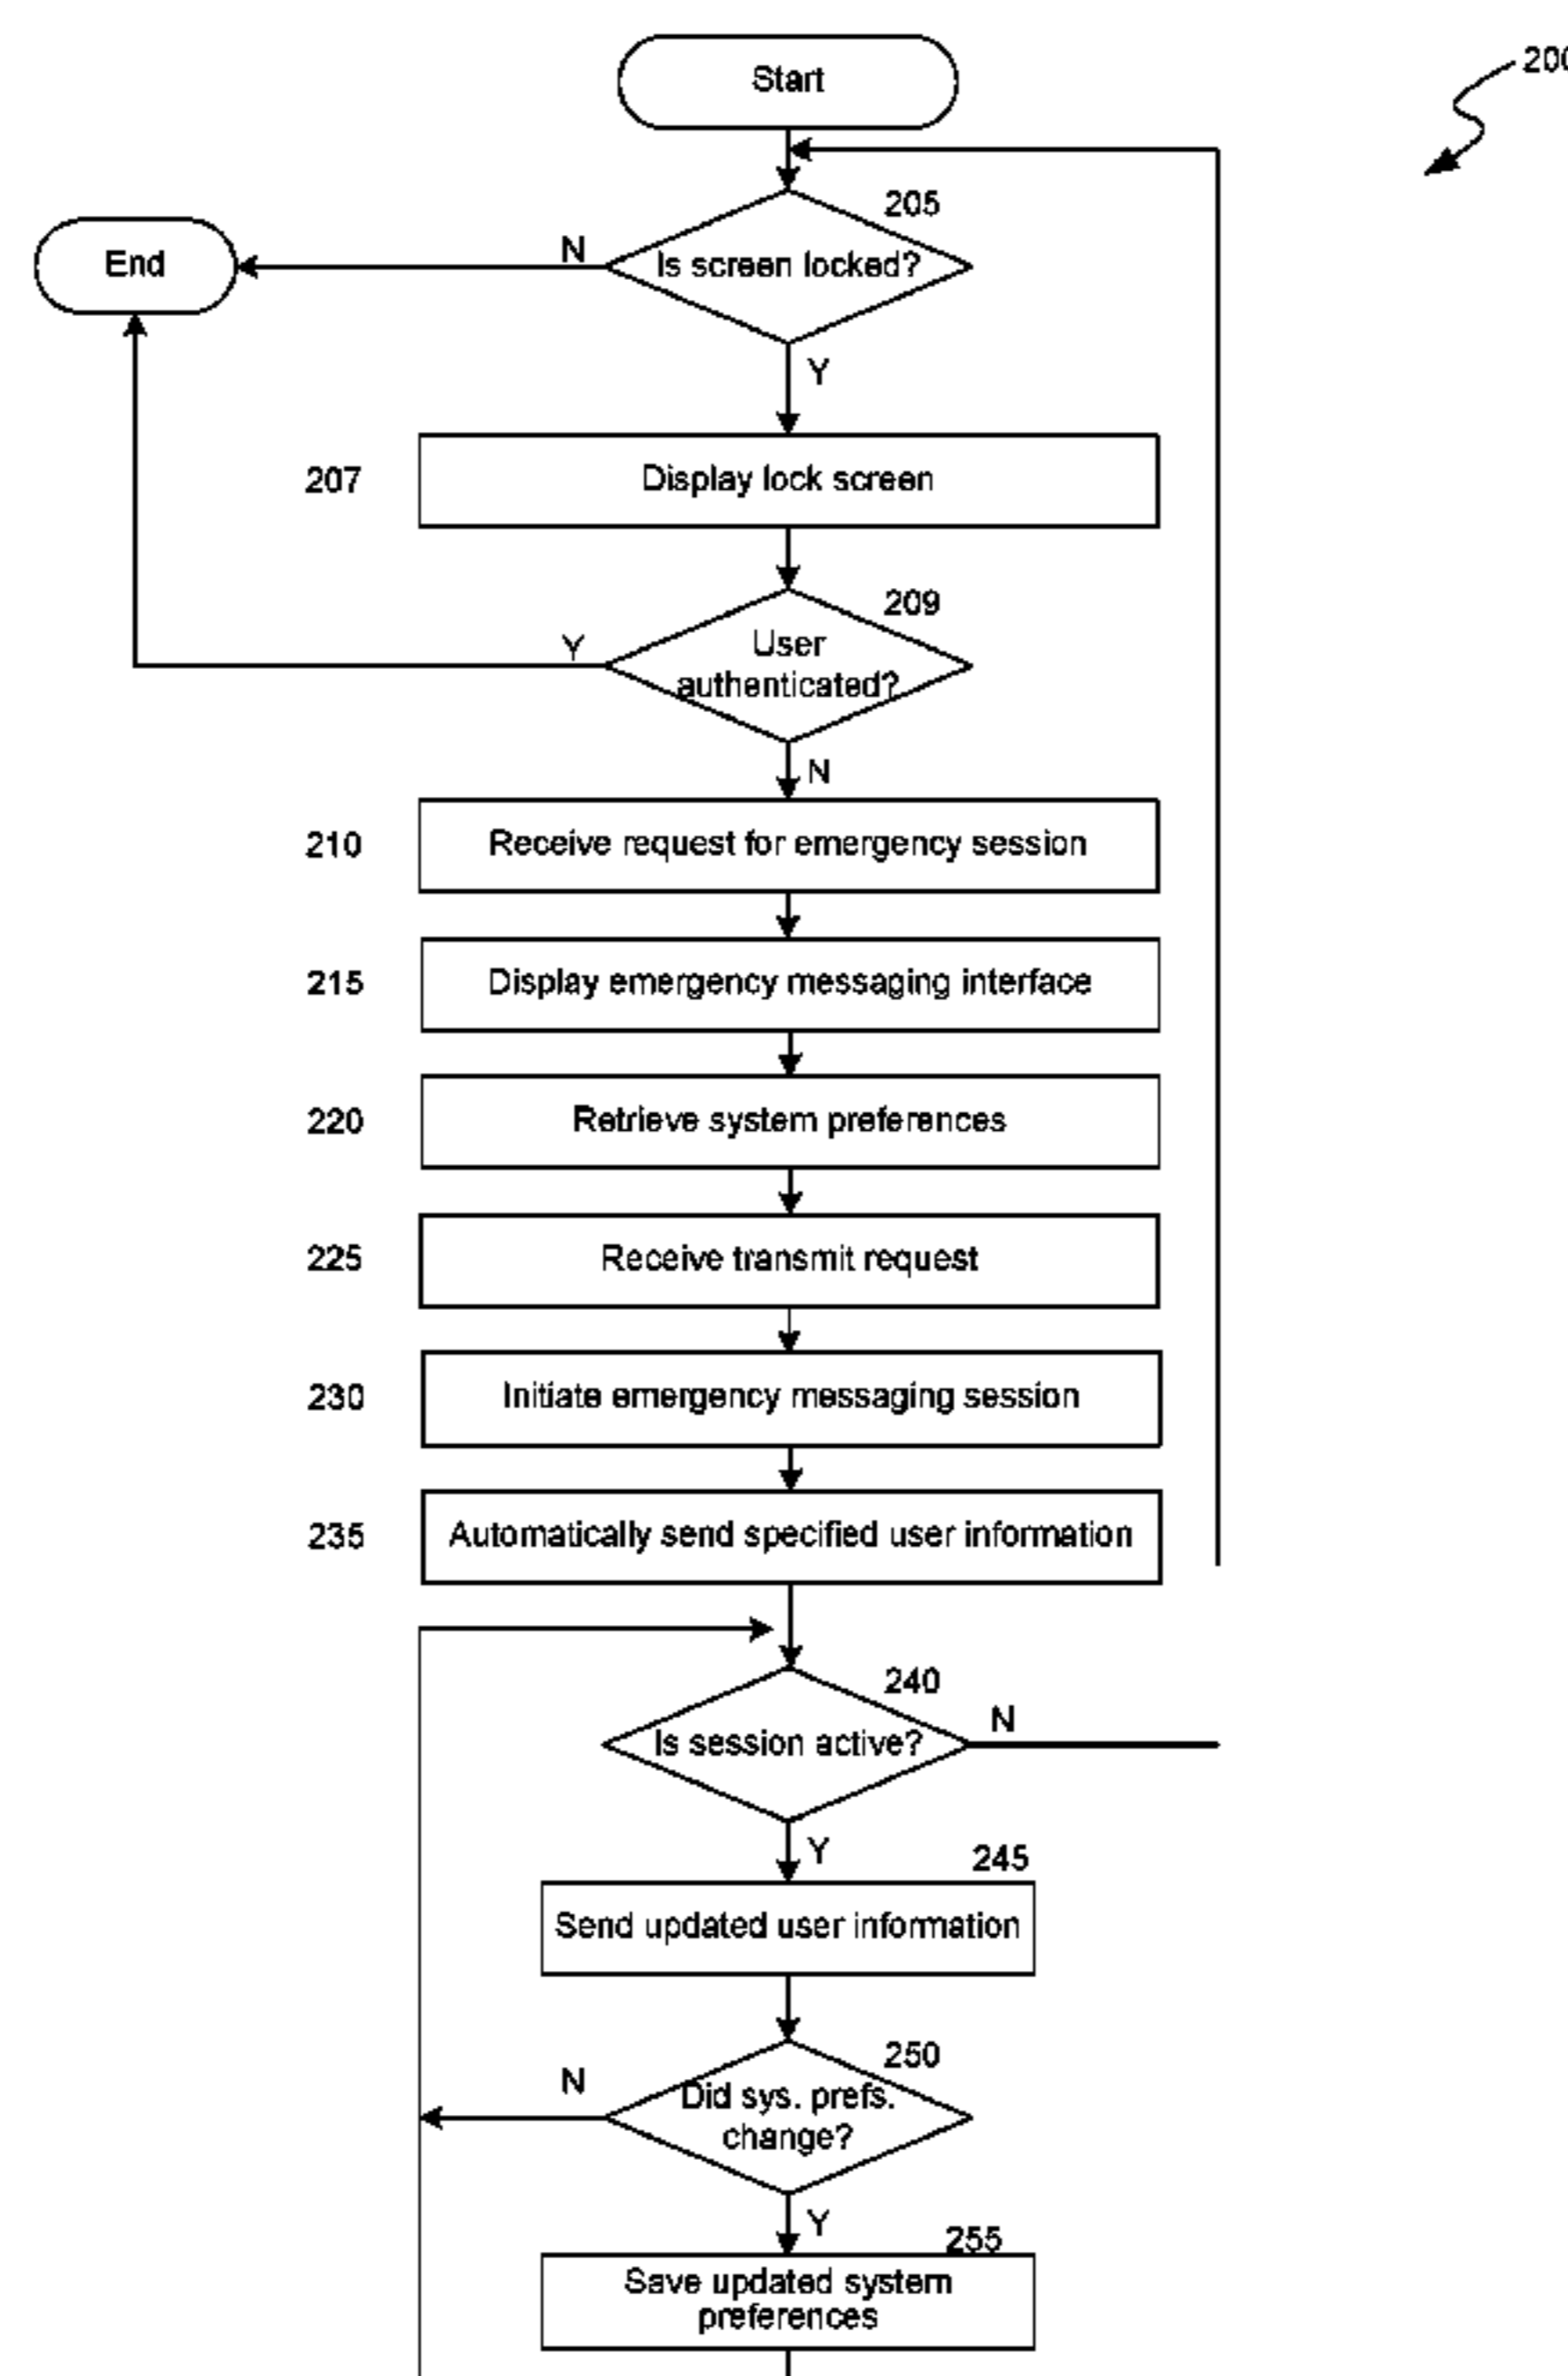 Start
200
205
Is screen locked?
N
End
Y
207
Display lock screen
209
User
authenticated?
Y
N
210
Receive request for emergency session
215
Display emergency messaging interface
220
Retrieve system preferences
225
Receive transmit request
230
Initiate emergency messaging session
235
Automatically send specified user information
240
Is session active?
N
Y
245
Send updated user information
250
Did sys. prefs.
change?
N
Y
255
Save updated system
preferences